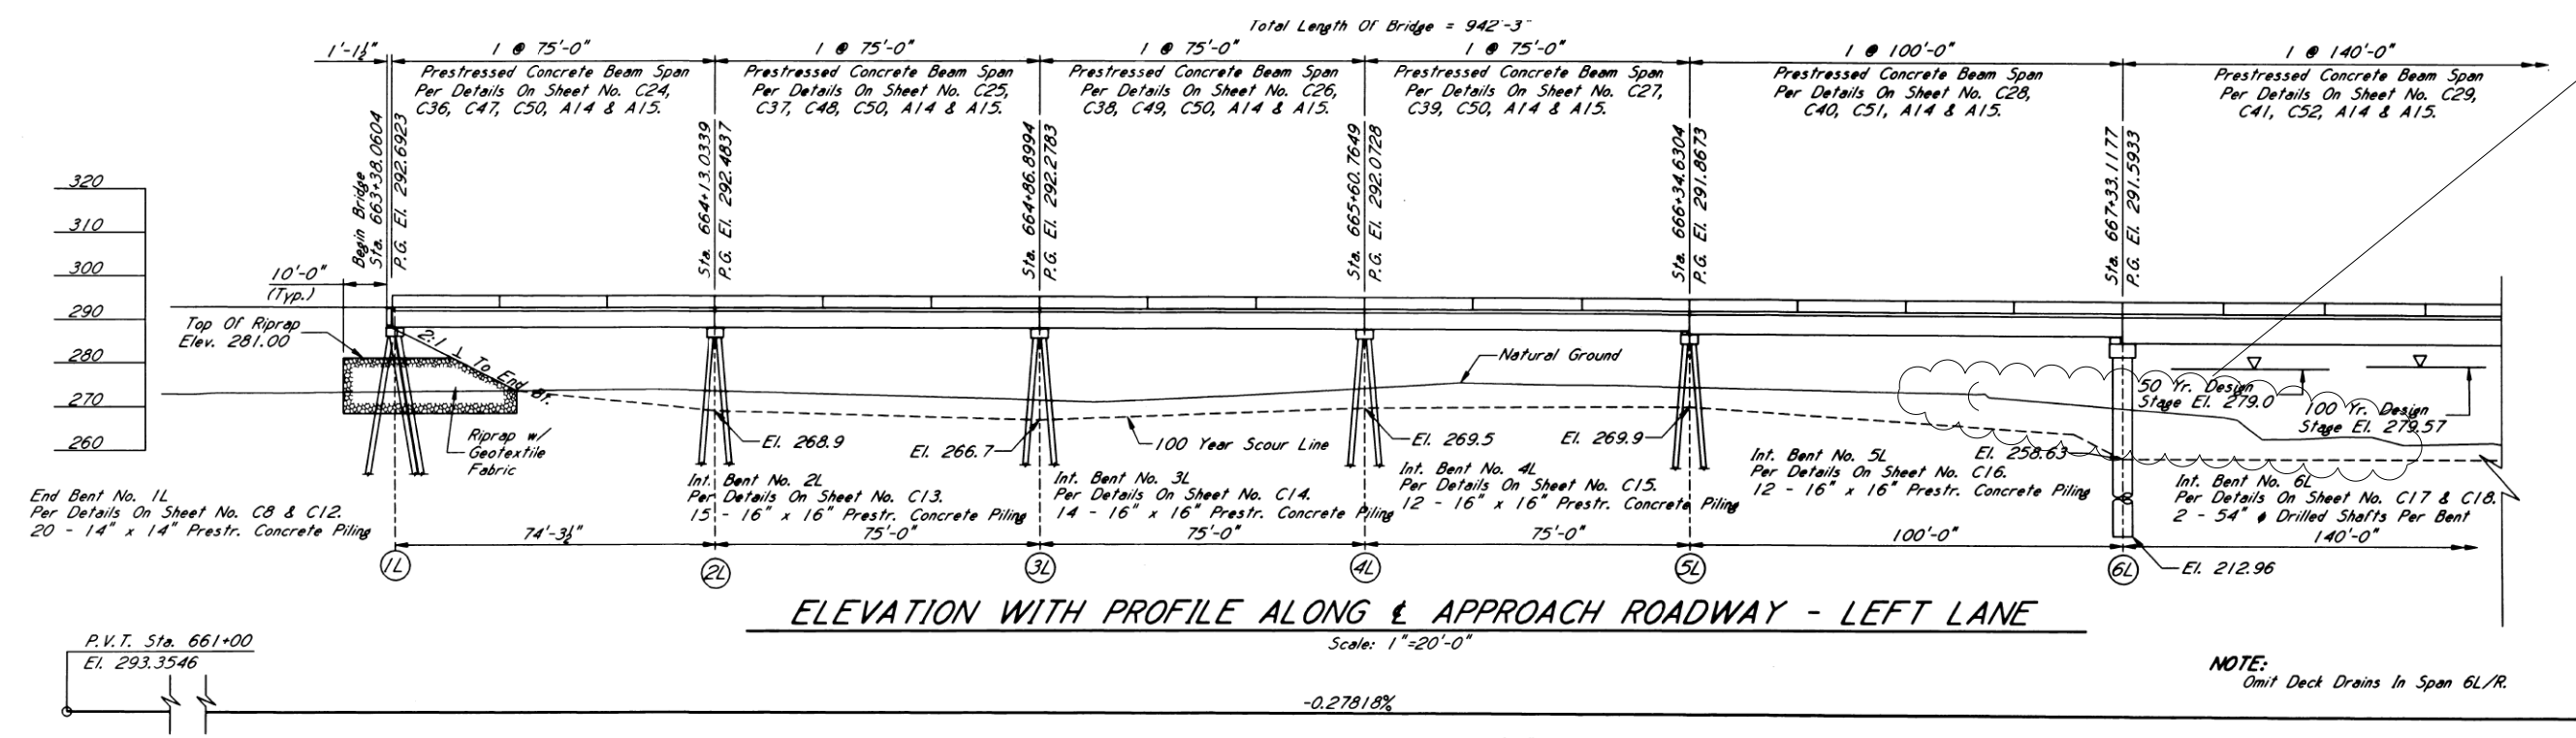 Total Length Of Bridge = 942'-3"
1'-1½"
1 @ 75'-0"
1 @ 75'-0"
1 @ 75'-0"
1 @ 75'-0"
1 @ 100'-0"
1 @ 140'-0"
Prestressed Concrete Beam Span
Per Details On Sheet No. C24,
C36, C47, C50, A14 & A15.
Prestressed Concrete Beam Span
Per Details On Sheet No. C25,
C37, C48, C50, A14 & A15.
Prestressed Concrete Beam Span
Per Details On Sheet No. C26,
C38, C49, C50, A14 & A15.
Prestressed Concrete Beam Span
Per Details On Sheet No. C27,
C39, C50, A14 & A15.
Prestressed Concrete Beam Span
Per Details On Sheet No. C28,
C40, C51, A14 & A15.
Prestressed Concrete Beam Span
Per Details On Sheet No. C29,
C41, C52, A14 & A15.
Begin Bridge
Sta. 663+38.0604
P.G. El. 292.6923
Sta. 664+13.0339
P.G. El. 292.4837
Sta. 664+86.8994
P.G. El. 292.2783
Sta. 665+60.7649
P.G. El. 292.0728
Sta. 666+34.6304
P.G. El. 291.8673
Sta. 667+33.1177
P.G. El. 291.5933
320
310
300
290
280
270
260
10'-0"
(Typ.)
Top Of Riprap
Elev. 281.00
2:1 ⊥ To End Bt.
Riprap w/
Geotextile
Fabric
Natural Ground
100 Year Scour Line
El. 268.9
El. 266.7
El. 269.5
El. 269.9
El. 258.63
50 Yr. Design
Stage El. 279.0
100 Yr. Design
Stage El. 279.57
End Bent No. 1L
Per Details On Sheet No. C8 & C12.
20 - 14" x 14" Prestr. Concrete Piling
Int. Bent No. 2L
Per Details On Sheet No. C13.
15 - 16" x 16" Prestr. Concrete Piling
Int. Bent No. 3L
Per Details On Sheet No. C14.
14 - 16" x 16" Prestr. Concrete Piling
Int. Bent No. 4L
Per Details On Sheet No. C15.
12 - 16" x 16" Prestr. Concrete Piling
Int. Bent No. 5L
Per Details On Sheet No. C16.
12 - 16" x 16" Prestr. Concrete Piling
Int. Bent No. 6L
Per Details On Sheet No. C17 & C18.
2 - 54" ϕ Drilled Shafts Per Bent
74'-3½"
75'-0"
75'-0"
75'-0"
100'-0"
140'-0"
1L
2L
3L
4L
5L
6L
El. 212.96
ELEVATION WITH PROFILE ALONG ℄ APPROACH ROADWAY - LEFT LANE
Scale: 1"=20'-0"
P.V.T. Sta. 661+00
El. 293.3546
-0.27818%
NOTE:
Omit Deck Drains In Span 6L/R.